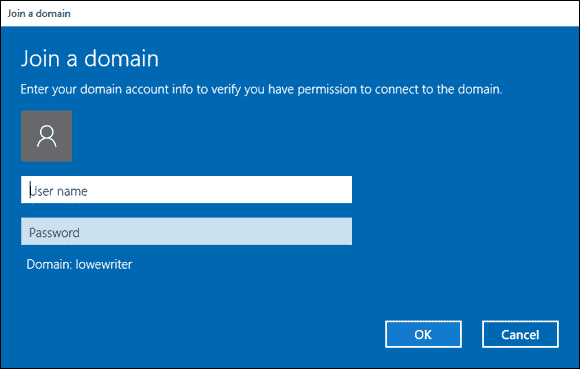 Join a domain
Join a domain
Enter your domain account info to verify you have permission to connect to the domain.
User name
Password
Domain: lowewriter
OK
Cancel